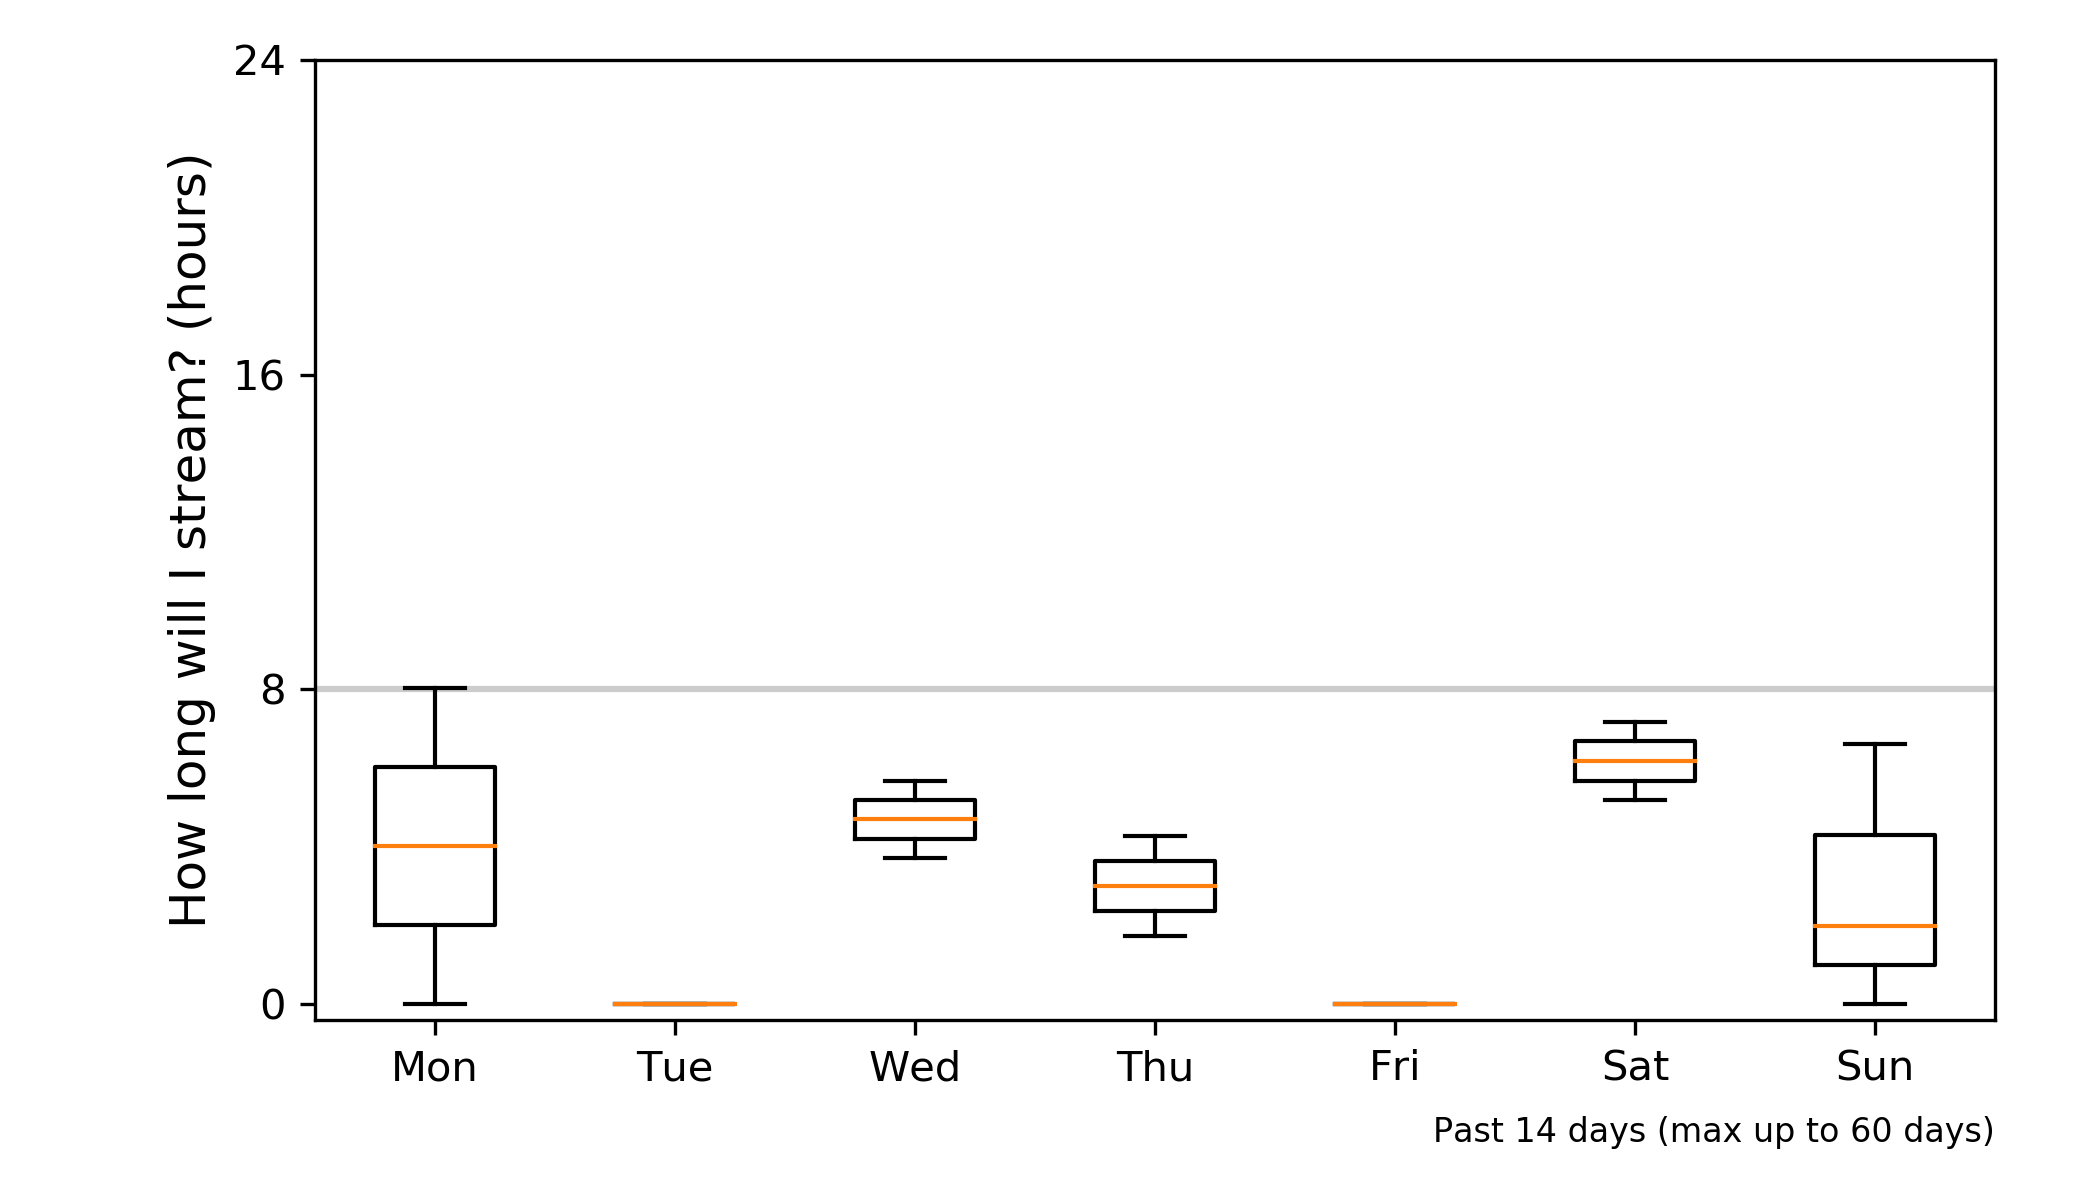 How long will I stream? (hours)
24
16
8
0
Mon Tue Wed Thu Fri Sat Sun
Past 14 days (max up to 60 days)